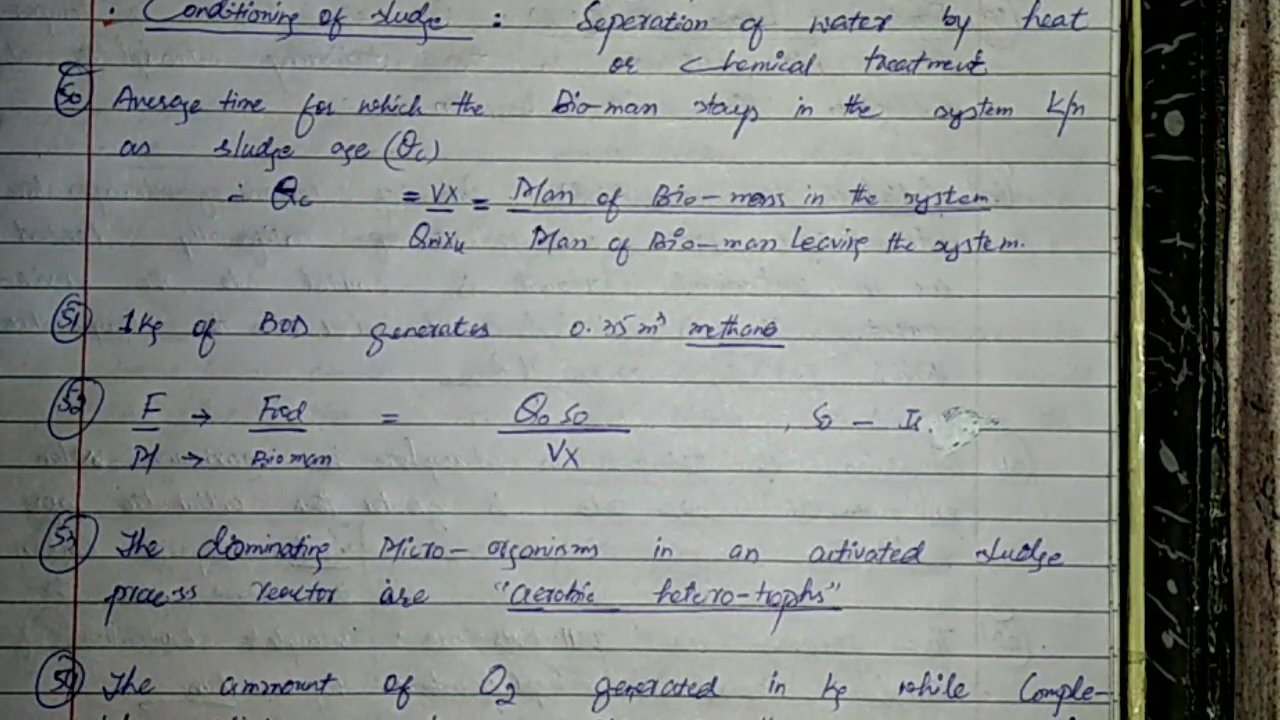 . Conditioning of sludge : Seperation of water by heat
or Chemical treatment
50 Average time for which the Bio-mass stays in the system k/n
as sludge age (θc)
∴ θc = VX = Mass of Bio-mass in the system
QwXu Mass of Bio-mass Leaving the system.
51 1 Kg of BOD generates 0.35 m³ methane
52 F → Food = Q₀ S₀
M → Bio mass VX
53 The dominating Micro-organism in an activated sludge
process reactor are "aerobic hetero-trophs"
54 The ammount of O2 generated in kg while Comple-